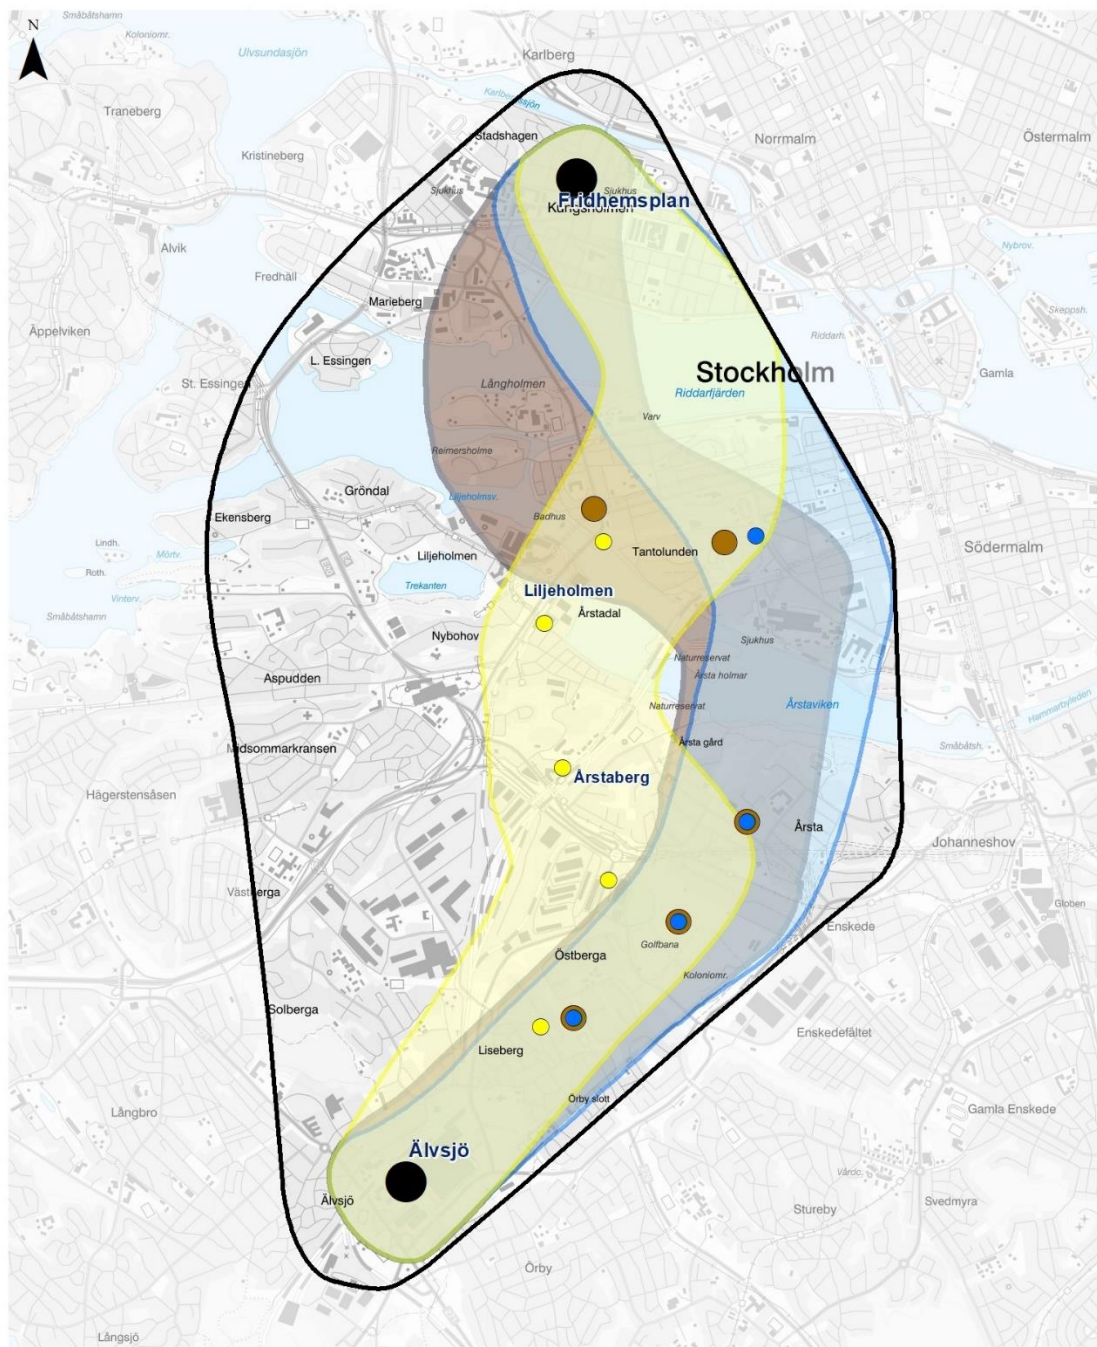 Småbåtshamn
N
Koloniomr.
Ulvsundasjön
Karlberg
Karlbergssjön
Traneberg
Stadshagen
Norrmalm
Östermalm
Kristineberg
Sjukhus
Sjukhus
Fridhemsplan
Kungsholmen
Alvik
Nybrov.
Fredhäll
Marieberg
Skeppsh.
Äppelviken
Riddarh.
L. Essingen
St. Essingen
Långholmen
Stockholm
Gamla
Riddarfjärden
Varv
Reimersholme
Gröndal
Liljeholmsv.
Ekensberg
Badhus
Lindh.
Mörtv.
Liljeholmen
Tantolunden
Södermalm
Roth.
Trekanten
Liljeholmen
Vinterv.
Årstadal
Småbåtshamn
Nybohov
Sjukhus
Naturreservat
Aspudden
Årsta holmar
Naturreservat
Årstaviken
Hammarbyleden
Midsommarkransen
Årsta gård
Småbåtsh.
Årstaberg
Hägerstensåsen
Årsta
Johanneshov
Västberga
Globen
Enskede
Golfbana
Östberga
Koloniomr.
Solberga
Enskedefältet
Liseberg
Örby slott
Långbro
Gamla Enskede
Älvsjö
Vårdc.
Älvsjö
Svedmyra
Stureby
Örby
Långsjö